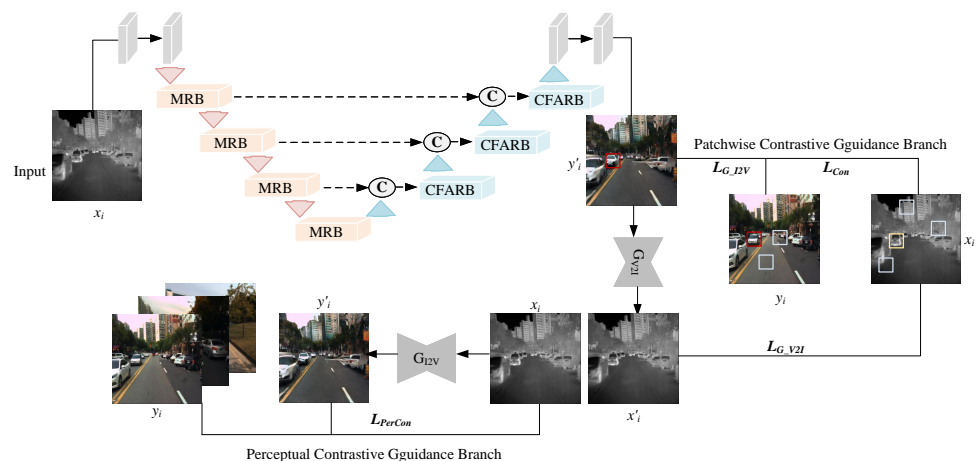 MRB
C
CFARB
MRB
C
CFARB
MRB
C
CFARB
MRB
Input
x_i
y'_i
Patchwise Contrastive Gguidance Branch
L_G_I2V
L_Con
x_i
y_i
G_V2I
y'_i
x_i
G_I2V
L_G_V2I
y_i
x'_i
L_PerCon
Perceptual Contrastive Gguidance Branch